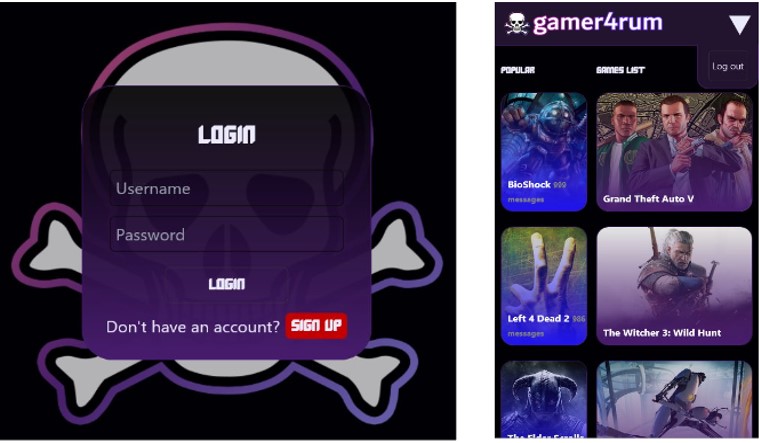 LOGIN
Username
Password
LOGIN
Don't have an account? SIGN UP
gamer4rum
Log out
POPULAR
GAMES LIST
BioShock 999
messages
Grand Theft Auto V
Left 4 Dead 2 986
messages
The Witcher 3: Wild Hunt
The Elder Scrolls